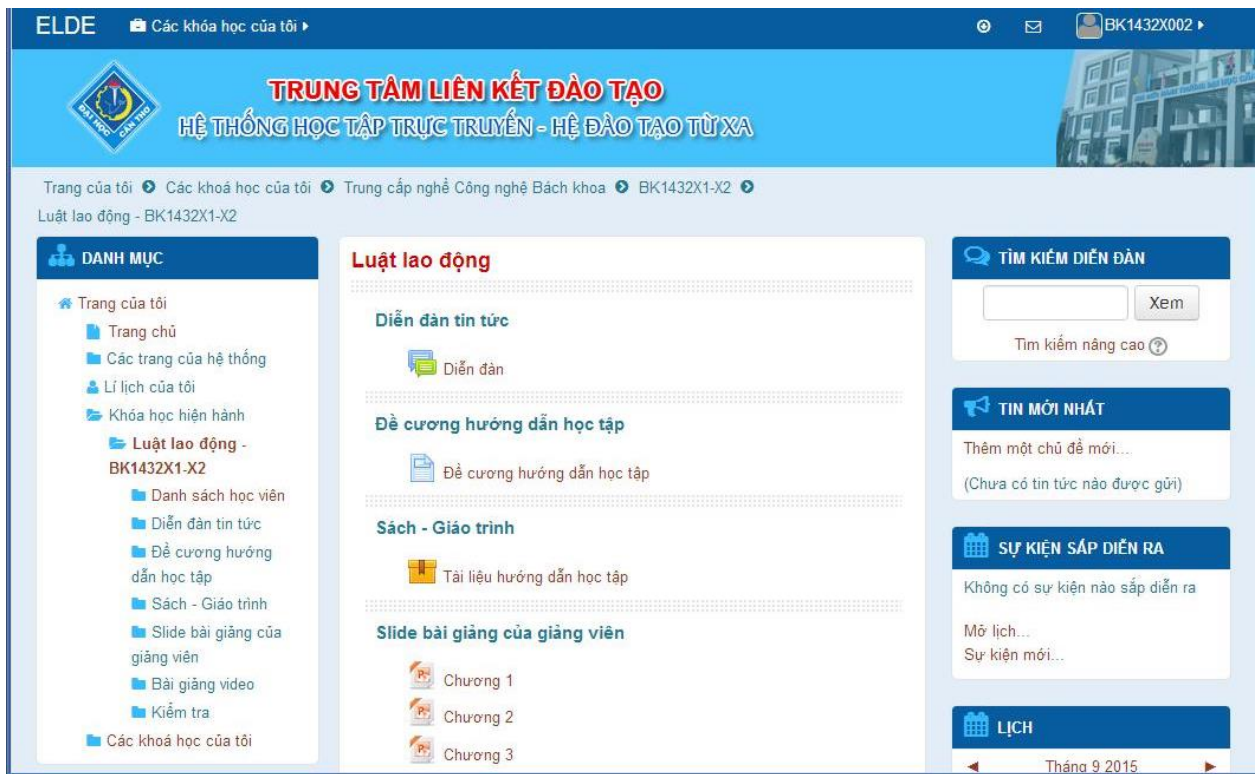 ELDE
Các khóa học của tôi
BK1432X002
ĐẠI HỌC CẦN THƠ
TRUNG TÂM LIÊN KẾT ĐÀO TẠO
HỆ THỐNG HỌC TẬP TRỰC TRUYẾN - HỆ ĐÀO TẠO TỪ XA
Trang của tôi Các khoá học của tôi Trung cấp nghề Công nghệ Bách khoa BK1432X1-X2
Luật lao động - BK1432X1-X2
DANH MỤC
Trang của tôi
Trang chủ
Các trang của hệ thống
Lí lịch của tôi
Khóa học hiện hành
Luật lao động -
BK1432X1-X2
Danh sách học viên
Diễn đàn tin tức
Đề cương hướng
dẫn học tập
Sách - Giáo trình
Slide bài giảng của
giảng viên
Bài giảng video
Kiểm tra
Các khoá học của tôi
Luật lao động
Diễn đàn tin tức
Diễn đàn
Đề cương hướng dẫn học tập
Đề cương hướng dẫn học tập
Sách - Giáo trình
Tài liệu hướng dẫn học tập
Slide bài giảng của giảng viên
Chương 1
Chương 2
Chương 3
TÌM KIẾM DIỄN ĐÀN
Xem
Tìm kiếm nâng cao
TIN MỚI NHẤT
Thêm một chủ đề mới...
(Chưa có tin tức nào được gửi)
SỰ KIỆN SẮP DIỄN RA
Không có sự kiện nào sắp diễn ra
Mở lịch...
Sự kiện mới...
LỊCH
Tháng 9 2015